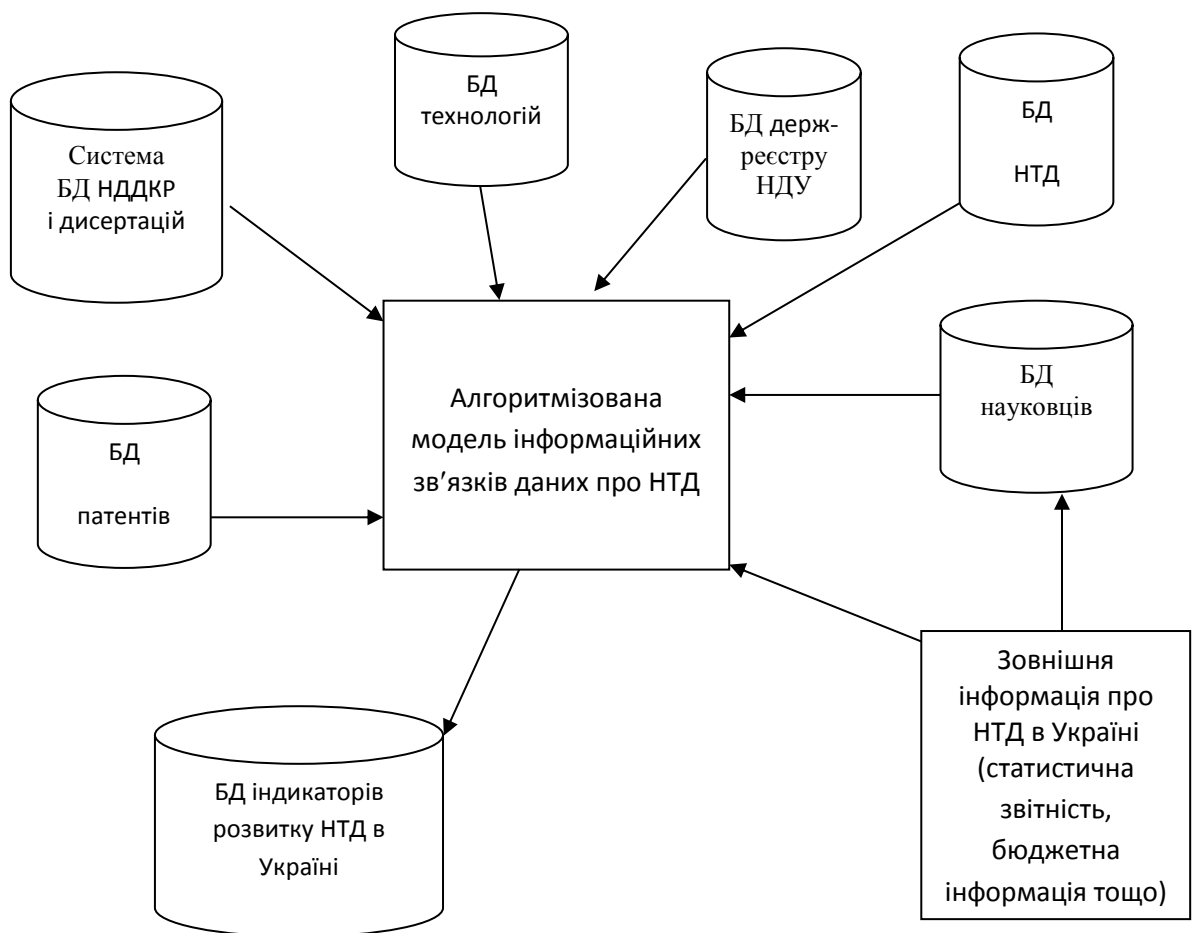 БД
технологій
БД держ-
реєстру
НДУ
БД
НТД
Система
БД НДДКР
і дисертацій
Алгоритмізована
модель інформаційних
зв′язків даних про НТД
БД
науковців
БД
патентів
Зовнішня
інформація про
НТД в Україні
(статистична
звітність,
бюджетна
інформація тощо)
БД індикаторів
розвитку НТД в
Україні